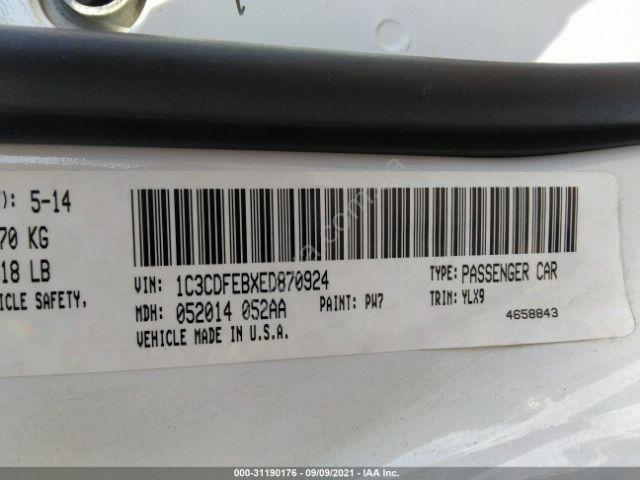 ): 5-14
70 KG
18 LB
ICLE SAFETY,
VIN: 1C3CDFEBXED870924
TYPE: PASSENGER CAR
MDH: 052014 052AA
PAINT: PW7
TRIM: YLX9
VEHICLE MADE IN U.S.A.
4658843
000-31190176 - 09/09/2021 - IAA Inc.